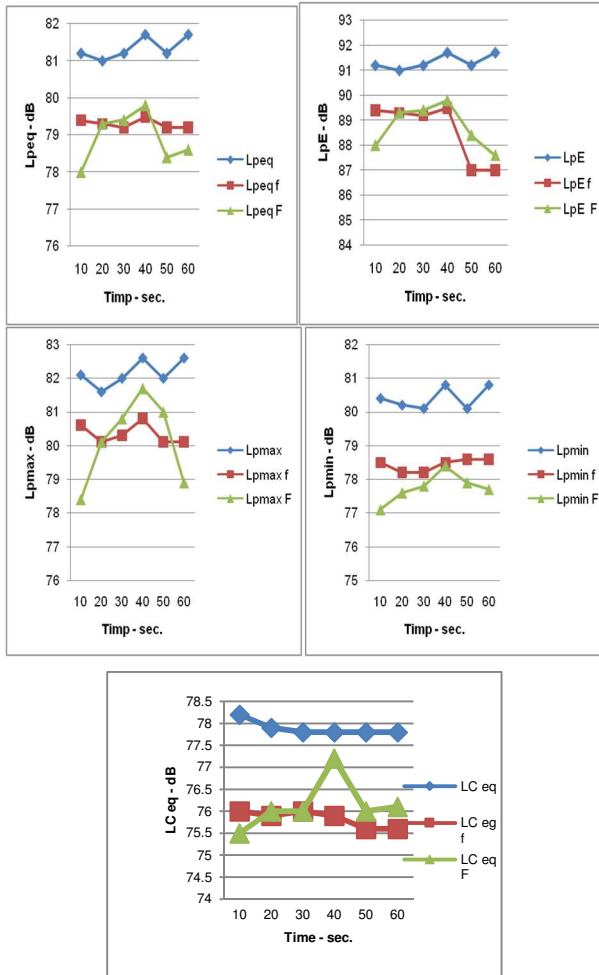 82
81
80
79
78
77
76
Lpeq - dB
10 20 30 40 50 60
Timp - sec.
Lpeq
Lpeq f
Lpeq F
93
92
91
90
89
88
87
86
85
84
LpE - dB
10 20 30 40 50 60
Timp - sec.
LpE
LpE f
LpE F
83
82
81
80
79
78
77
76
Lpmax - dB
10 20 30 40 50 60
Timp - sec.
Lpmax
Lpmax f
Lpmax F
82
81
80
79
78
77
76
75
Lpmin - dB
10 20 30 40 50 60
Timp - sec.
Lpmin
Lpmin f
Lpmin F
78.5
78
77.5
77
76.5
76
75.5
75
74.5
74
LC eq - dB
10 20 30 40 50 60
Time - sec.
LC eq
LC eg
f
LC eq
F